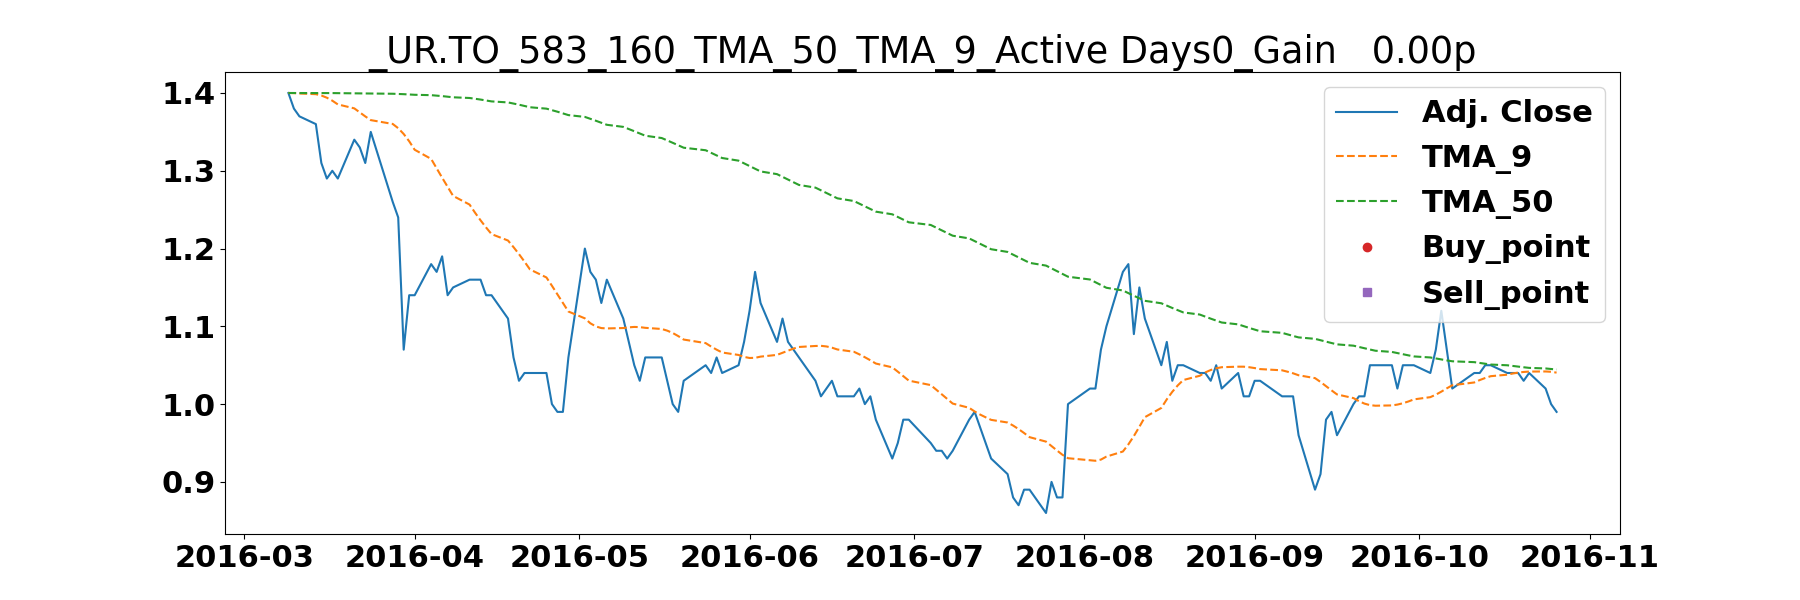 _UR.TO_583_160_TMA_50_TMA_9_Active Days0_Gain   0.00p
1.4
1.3
1.2
1.1
1.0
0.9
Adj. Close
TMA_9
TMA_50
Buy_point
Sell_point
2016-03 2016-04 2016-05 2016-06 2016-07 2016-08 2016-09 2016-10 2016-11